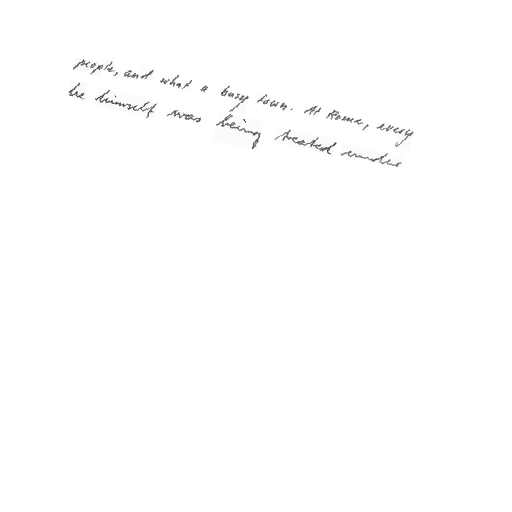 people, and what a busy town. At Rome, every
he himself was being treated under